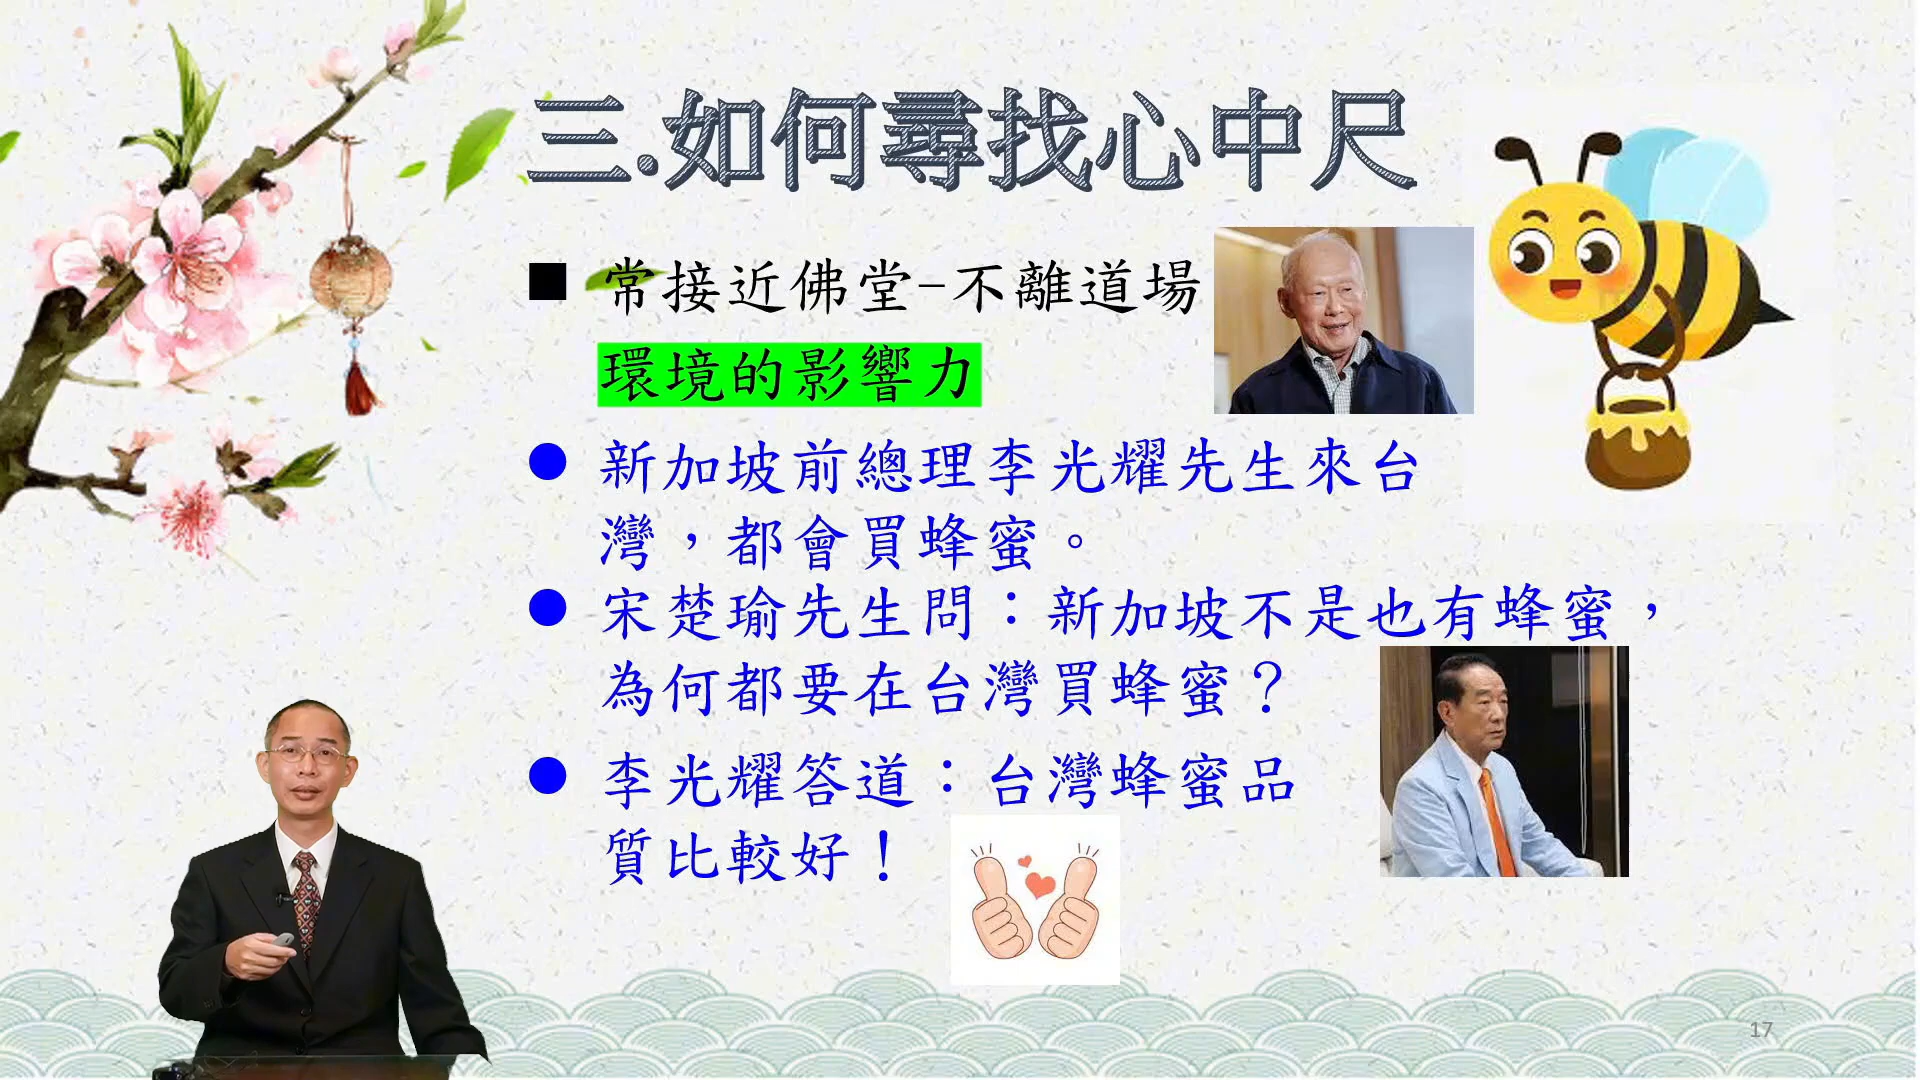 三.如何尋找心中尺
常接近佛堂-不離道場
環境的影響力
新加坡前總理李光耀先生來台
灣，都會買蜂蜜。
宋楚瑜先生問：新加坡不是也有蜂蜜，
為何都要在台灣買蜂蜜？
李光耀答道：台灣蜂蜜品
質比較好！
17